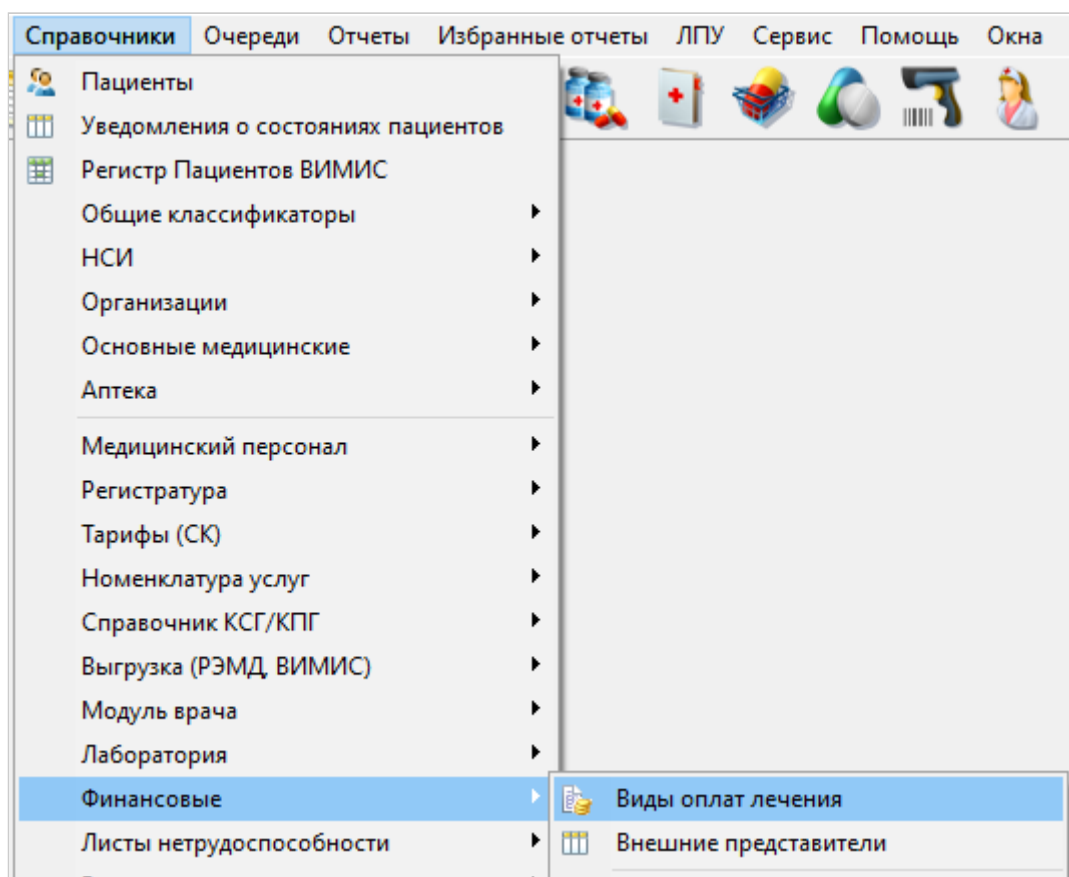 Справочники Очереди Отчеты Избранные отчеты ЛПУ Сервис Помощь Окна
Пациенты
Уведомления о состояниях пациентов
Регистр Пациентов ВИМИС
Общие классификаторы
НСИ
Организации
Основные медицинские
Аптека
Медицинский персонал
Регистратура
Тарифы (СК)
Номенклатура услуг
Справочник КСГ/КПГ
Выгрузка (РЭМД, ВИМИС)
Модуль врача
Лаборатория
Финансовые
Виды оплат лечения
Листы нетрудоспособности
Внешние представители